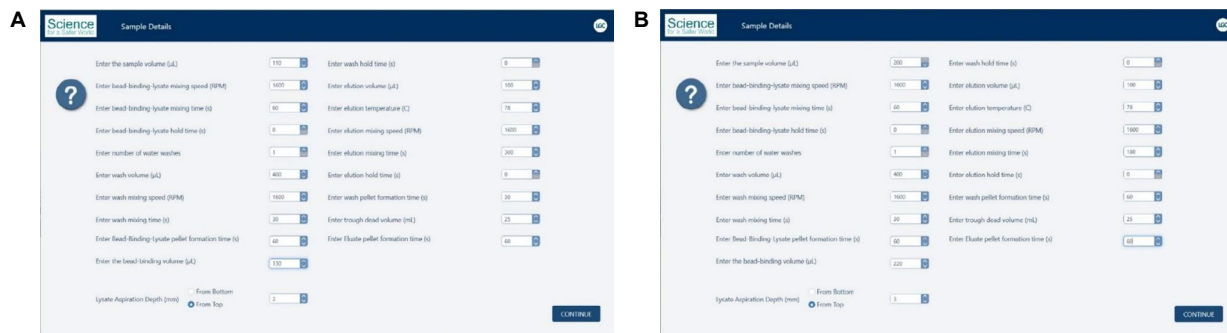 A
Science
for a Safer World
Sample Details
LGC
Enter the sample volume (µL) 110
Enter wash hold time (s) 0
Enter bead-binding-lysate mixing speed (RPM) 1600
Enter elution volume (µL) 100
Enter bead-binding-lysate mixing time (s) 60
Enter elution temperature (C) 78
Enter bead-binding-lysate hold time (s) 0
Enter elution mixing speed (RPM) 1600
Enter number of water washes 1
Enter elution mixing time (s) 300
Enter wash volume (µL) 400
Enter elution hold time (s) 0
Enter wash mixing speed (RPM) 1600
Enter wash pellet formation time (s)
Enter wash mixing time (s)
Enter trough dead volume (mL) 25
Enter Bead-Binding-Lysate pellet formation time (s) 60
Enter Eluate pellet formation time (s) 60
Enter the bead-binding volume (µL) 110
Lysate Aspiration Depth (mm)
From Bottom
From Top
CONTINUE
B
Science
for a Safer World
Sample Details
LGC
Enter the sample volume (µL) 200
Enter wash hold time (s) 0
Enter bead-binding-lysate mixing speed (RPM) 1600
Enter elution volume (µL) 100
Enter bead-binding-lysate mixing time (s) 60
Enter elution temperature (C) 78
Enter bead-binding-lysate hold time (s) 0
Enter elution mixing speed (RPM) 1600
Enter number of water washes 1
Enter elution mixing time (s) 180
Enter wash volume (µL) 400
Enter elution hold time (s) 0
Enter wash mixing speed (RPM) 1600
Enter wash pellet formation time (s) 60
Enter wash mixing time (s)
Enter trough dead volume (mL) 25
Enter Bead-Binding-Lysate pellet formation time (s) 60
Enter Eluate pellet formation time (s) 60
Enter the bead-binding volume (µL) 220
Lysate Aspiration Depth (mm)
From Bottom
From Top
CONTINUE